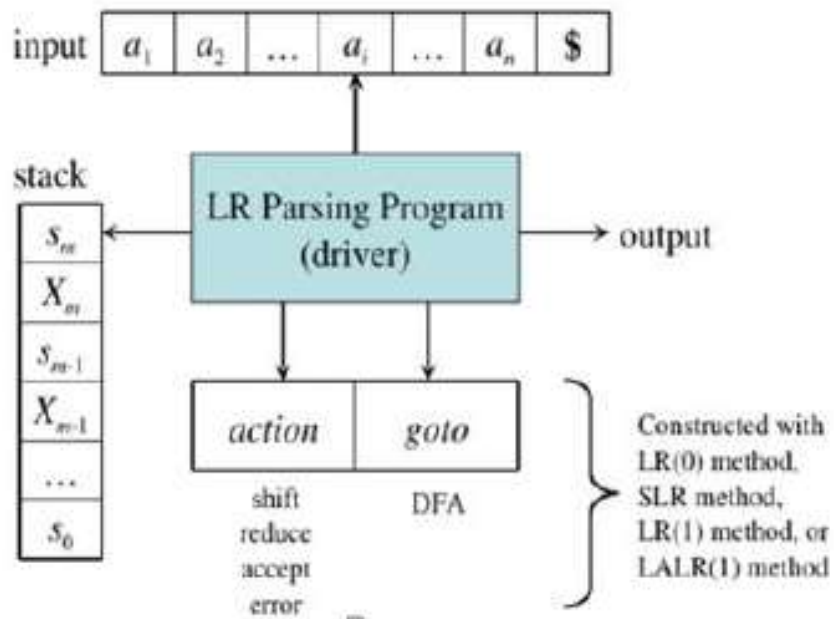 input a₁ a₂ ... aᵢ ... aₙ $
stack
LR Parsing Program
(driver)
output
sₘ
Xₘ
sₘ₋₁
Xₘ₋₁
...
s₀
action goto
shift
reduce
accept
error
DFA
Constructed with
LR(0) method,
SLR method,
LR(1) method, or
LALR(1) method